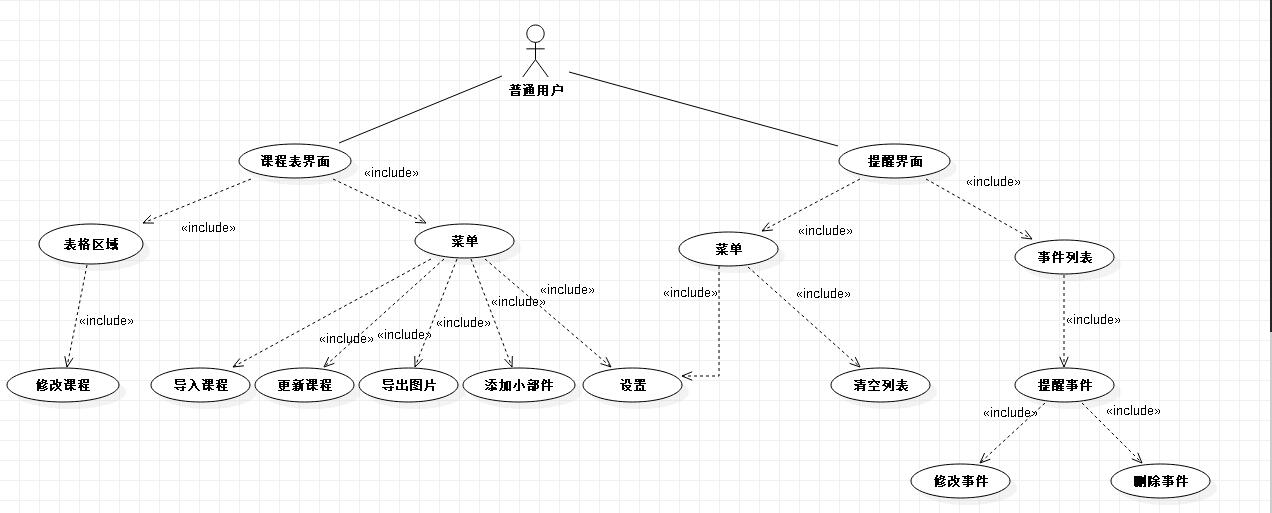 普通用户
课程表界面
提醒界面
«include»
«include»
«include»
«include»
表格区域
菜单
菜单
事件列表
«include»
«include»
«include»
«include»
«include»
«include»
«include»
«include»
«include»
修改课程
导入课程
更新课程
导出图片
添加小部件
设置
清空列表
提醒事件
«include»
«include»
修改事件
删除事件